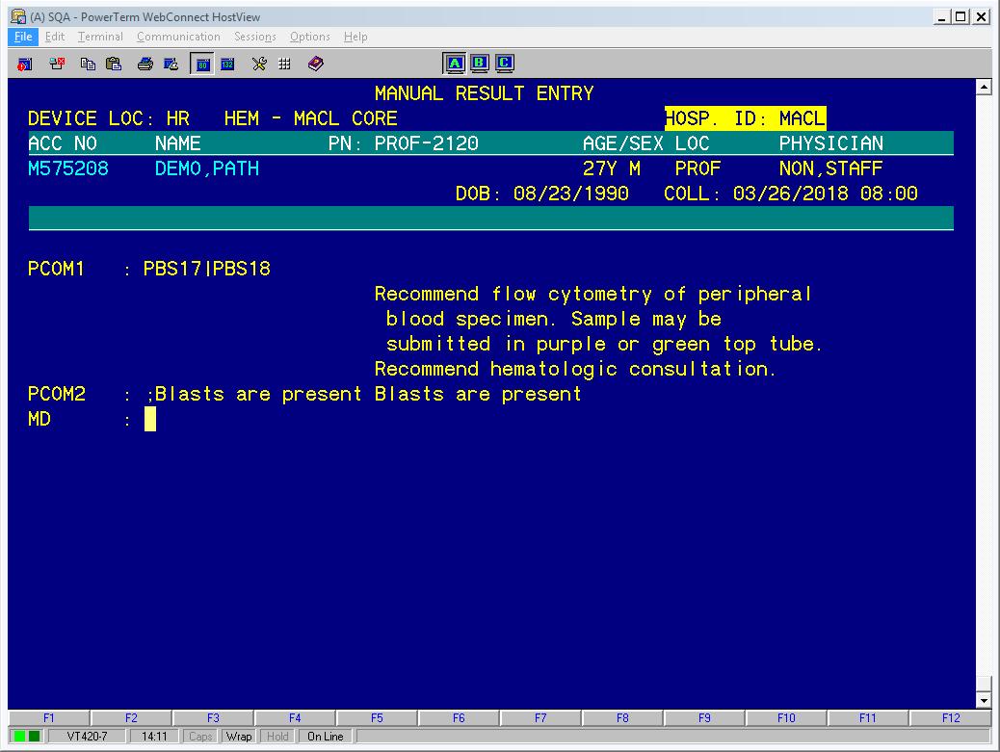 (A) SQA - PowerTerm WebConnect HostView
File Edit Terminal Communication Sessions Options Help
80 132 A B C
MANUAL RESULT ENTRY
DEVICE LOC: HR HEM - MACL CORE HOSP. ID: MACL
ACC NO NAME PN: PROF-2120 AGE/SEX LOC PHYSICIAN
M575208 DEMO,PATH 27Y M PROF NON,STAFF
DOB: 08/23/1990 COLL: 03/26/2018 08:00
PCOM1 : PBS17|PBS18
Recommend flow cytometry of peripheral
blood specimen. Sample may be
submitted in purple or green top tube.
Recommend hematologic consultation.
PCOM2 : ;Blasts are present Blasts are present
MD :
F1 F2 F3 F4 F5 F6 F7 F8 F9 F10 F11 F12
VT420-7 14:11 Caps Wrap Hold On Line